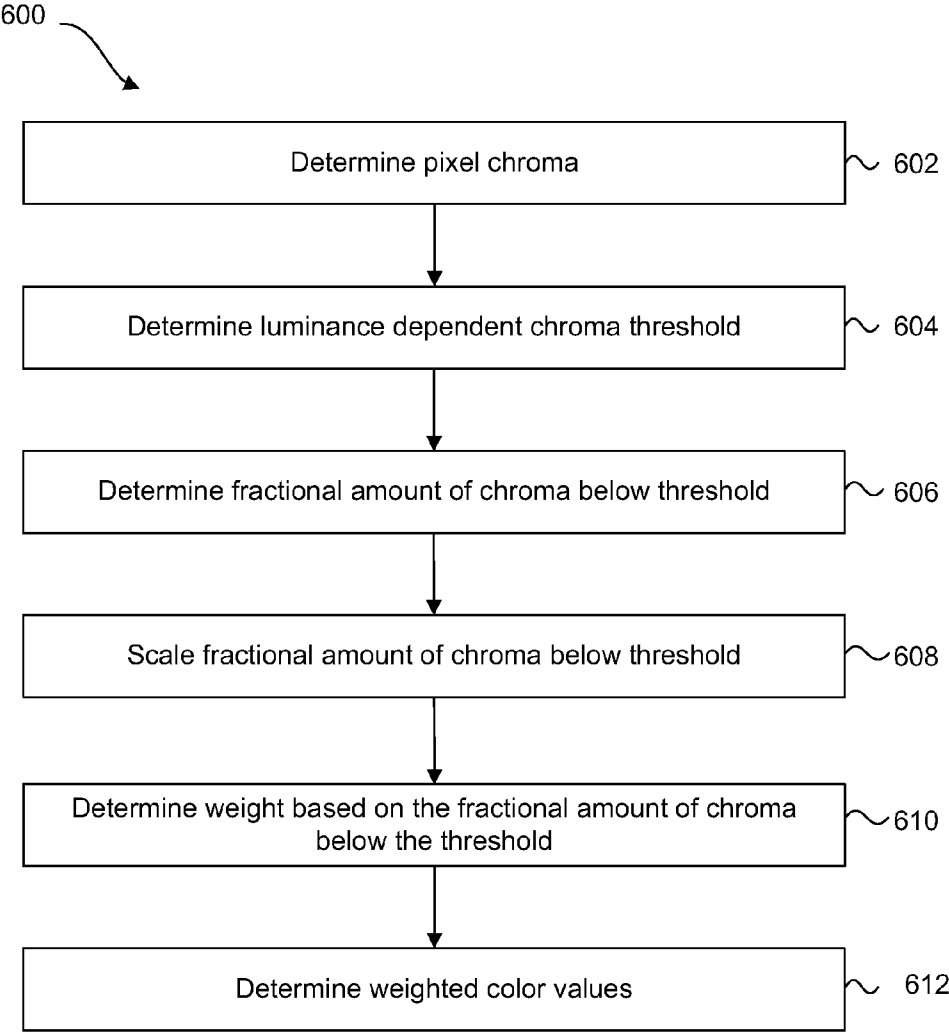 600
Determine pixel chroma
602
Determine luminance dependent chroma threshold
604
Determine fractional amount of chroma below threshold
606
Scale fractional amount of chroma below threshold
608
Determine weight based on the fractional amount of chroma
below the threshold
610
Determine weighted color values
612